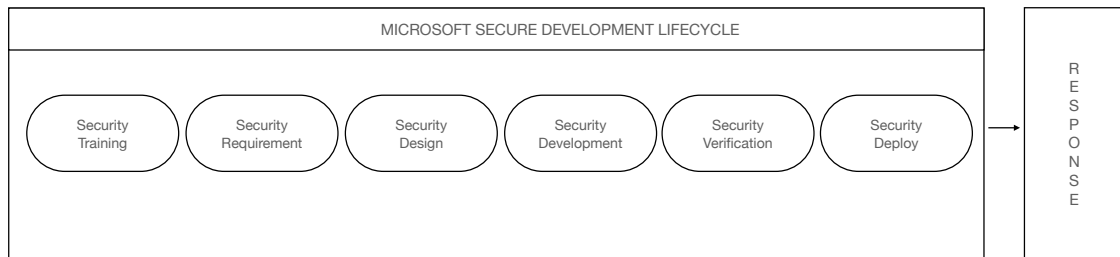 MICROSOFT SECURE DEVELOPMENT LIFECYCLE
Security
Training
Security
Requirement
Security
Design
Security
Development
Security
Verification
Security
Deploy
R
E
S
P
O
N
S
E